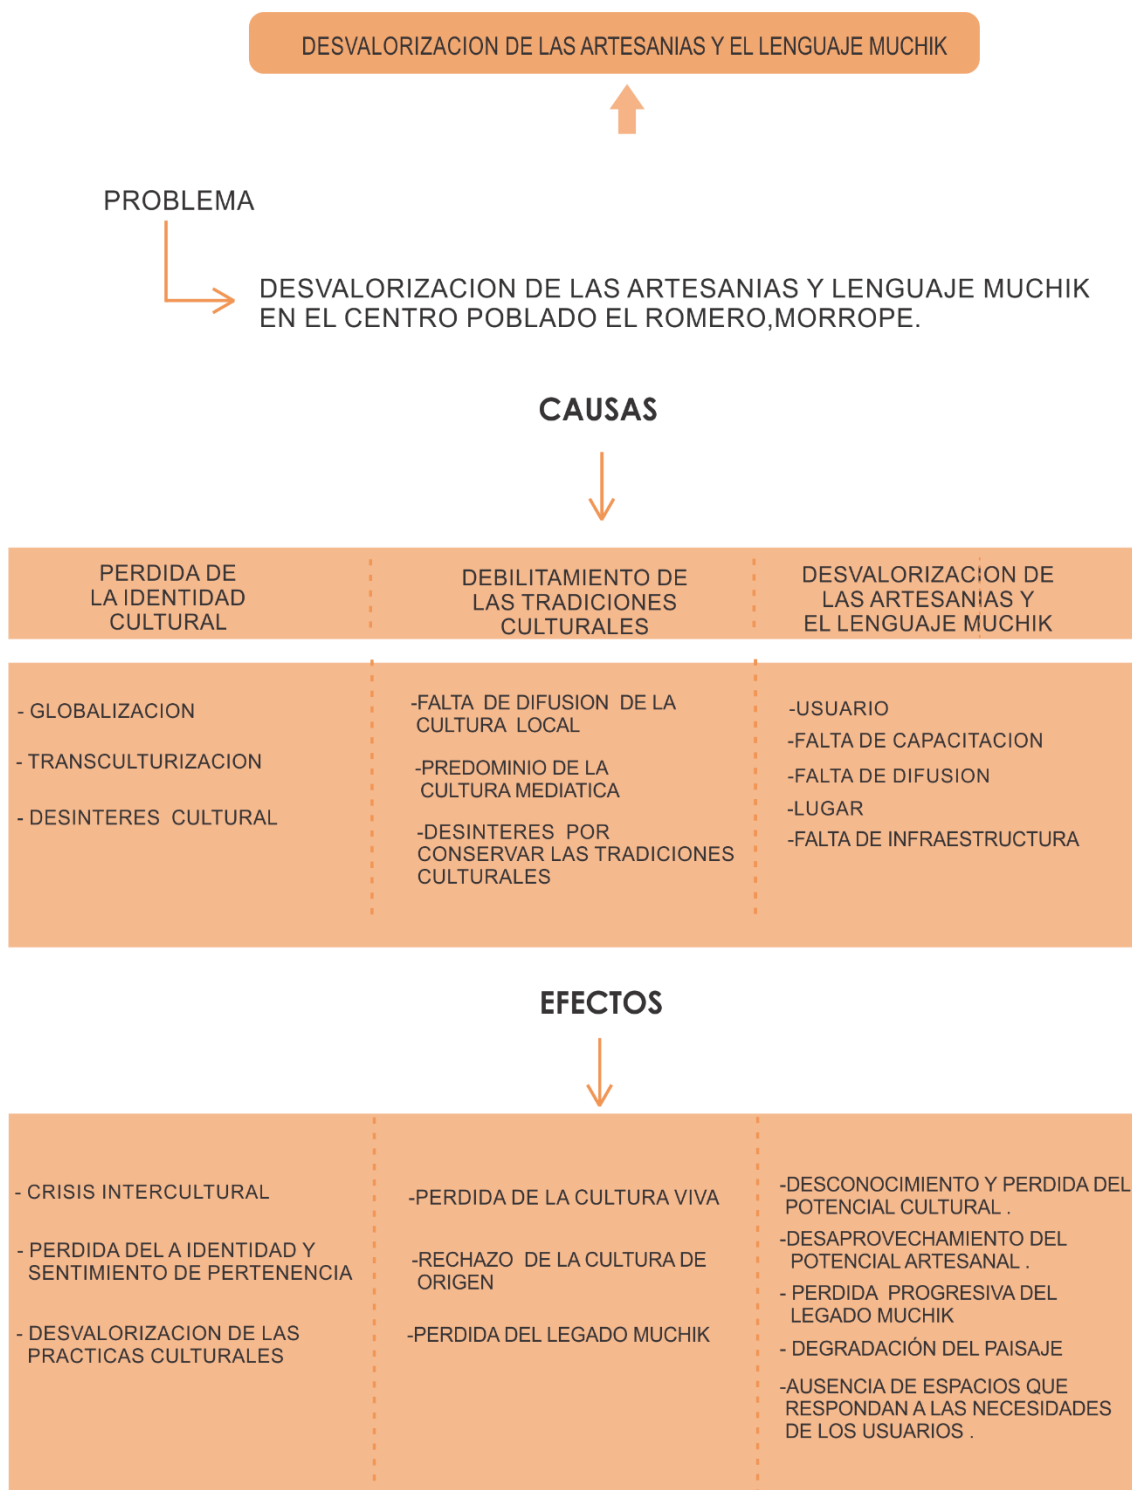 DESVALORIZACION DE LAS ARTESANIAS Y EL LENGUAJE MUCHIK
PROBLEMA
DESVALORIZACION DE LAS ARTESANIAS Y LENGUAJE MUCHIK
EN EL CENTRO POBLADO EL ROMERO,MORROPE.
CAUSAS
PERDIDA DE
LA IDENTIDAD
CULTURAL
DEBILITAMIENTO DE
LAS TRADICIONES
CULTURALES
DESVALORIZACION DE
LAS ARTESANIAS Y
EL LENGUAJE MUCHIK
- GLOBALIZACION
- TRANSCULTURIZACION
- DESINTERES CULTURAL
-FALTA DE DIFUSION DE LA
CULTURA LOCAL
-PREDOMINIO DE LA
CULTURA MEDIATICA
-DESINTERES POR
CONSERVAR LAS TRADICIONES
CULTURALES
-USUARIO
-FALTA DE CAPACITACION
-FALTA DE DIFUSION
-LUGAR
-FALTA DE INFRAESTRUCTURA
EFECTOS
- CRISIS INTERCULTURAL
- PERDIDA DEL A IDENTIDAD Y
SENTIMIENTO DE PERTENENCIA
- DESVALORIZACION DE LAS
PRACTICAS CULTURALES
-PERDIDA DE LA CULTURA VIVA
-RECHAZO DE LA CULTURA DE
ORIGEN
-PERDIDA DEL LEGADO MUCHIK
-DESCONOCIMIENTO Y PERDIDA DEL
POTENCIAL CULTURAL .
-DESAPROVECHAMIENTO DEL
POTENCIAL ARTESANAL .
- PERDIDA PROGRESIVA DEL
LEGADO MUCHIK
- DEGRADACIÓN DEL PAISAJE
-AUSENCIA DE ESPACIOS QUE
RESPONDAN A LAS NECESIDADES
DE LOS USUARIOS .